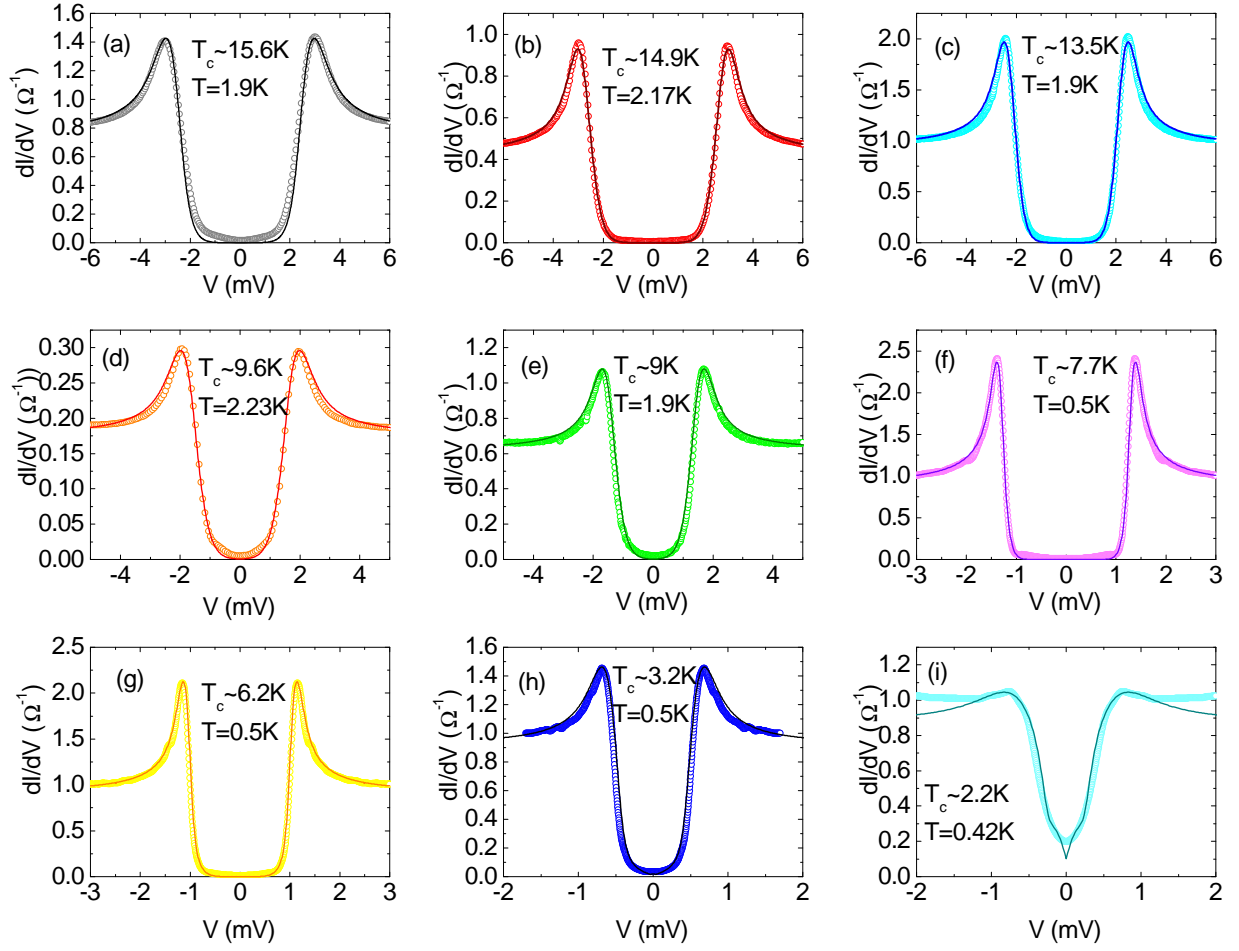 (a)
T_c~15.6K
T=1.9K
dI/dV (Ω⁻¹)
1.6
1.4
1.2
1.0
0.8
0.6
0.4
0.2
0.0
-6 -4 -2 0 2 4 6
V (mV)
(b)
T_c~14.9K
T=2.17K
dI/dV (Ω⁻¹)
1.0
0.8
0.6
0.4
0.2
0.0
-6 -4 -2 0 2 4 6
V (mV)
(c)
T_c~13.5K
T=1.9K
dI/dV (Ω⁻¹)
2.0
1.5
1.0
0.5
0.0
-6 -4 -2 0 2 4 6
V (mV)
(d)
T_c~9.6K
T=2.23K
dI/dV (Ω⁻¹))
0.30
0.25
0.20
0.15
0.10
0.05
0.00
-4 -2 0 2 4
V (mV)
(e)
T_c~9K
T=1.9K
dI/dV (Ω⁻¹)
1.2
1.0
0.8
0.6
0.4
0.2
0.0
-4 -2 0 2 4
V (mV)
(f)
T_c~7.7K
T=0.5K
dI/dV (Ω⁻¹)
2.5
2.0
1.5
1.0
0.5
0.0
-3 -2 -1 0 1 2 3
V (mV)
(g)
T_c~6.2K
T=0.5K
dI/dV (Ω⁻¹)
2.5
2.0
1.5
1.0
0.5
0.0
-3 -2 -1 0 1 2 3
V (mV)
(h)
T_c~3.2K
T=0.5K
dI/dV (Ω⁻¹)
1.6
1.4
1.2
1.0
0.8
0.6
0.4
0.2
0.0
-2 -1 0 1 2
V (mV)
(i)
T_c~2.2K
T=0.42K
dI/dV (Ω⁻¹)
1.4
1.2
1.0
0.8
0.6
0.4
0.2
0.0
-2 -1 0 1 2
V (mV)